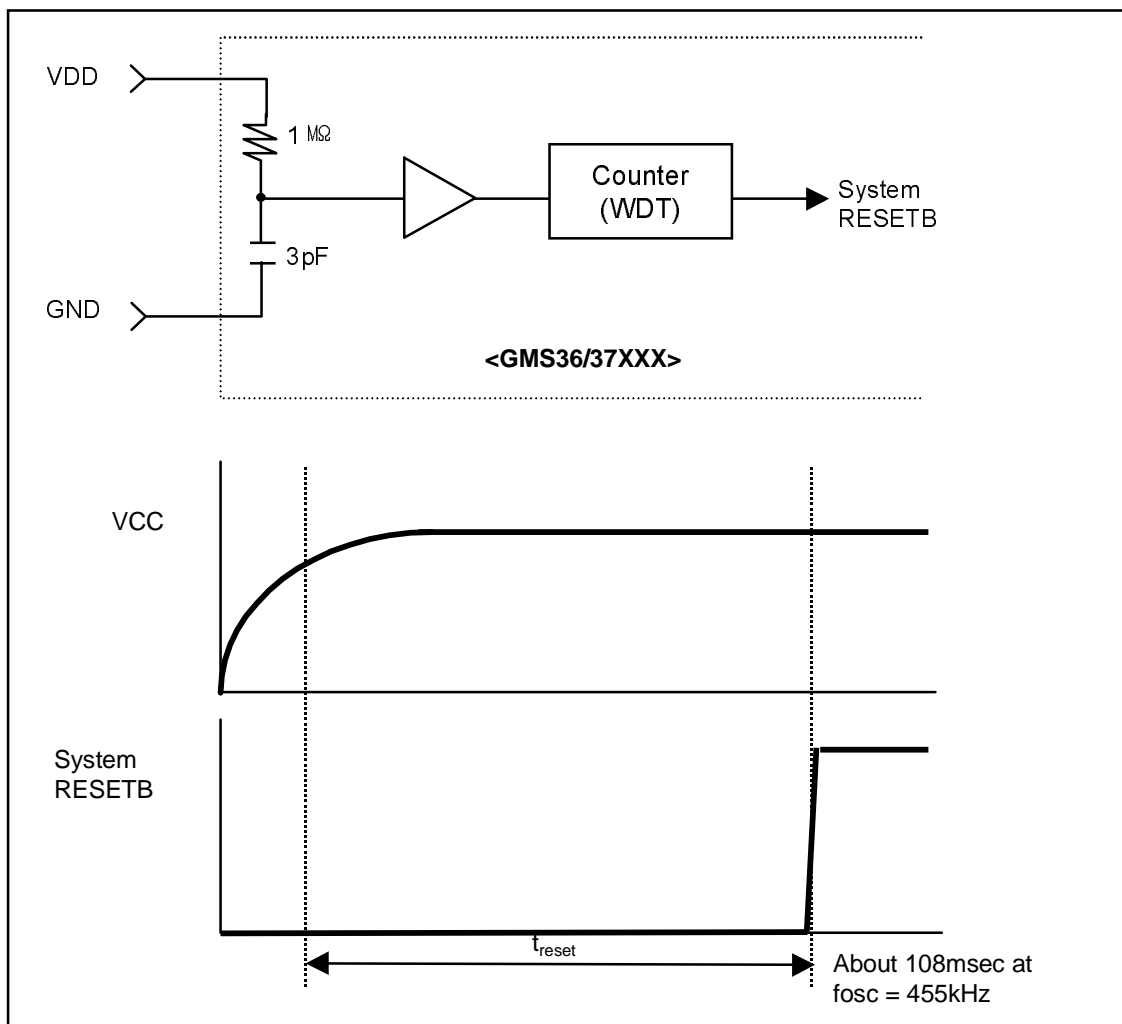 VDD
1 MΩ
Counter
(WDT)
System
RESETB
3pF
GND
<GMS36/37XXX>
VCC
System
RESETB
treset
About 108msec at
fosc = 455kHz